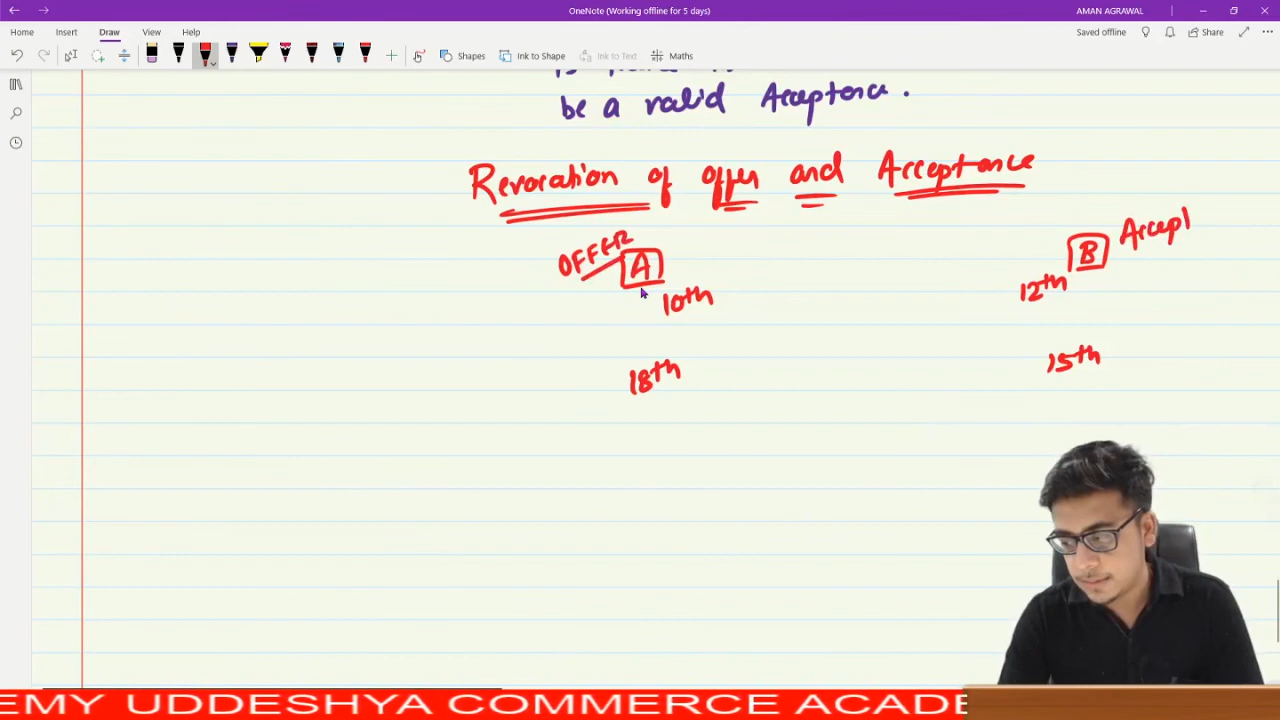 OneNote (Working offline for 5 days)
AMAN AGRAWAL
Home Insert Draw View Help
Saved offline
Share
Shapes
Ink to Shape
Ink to Text
Maths
be a valid Acceptance.
Revocation of offer and Acceptance
OFFER A
B Accept
10th
12th
18th
15th
EMY UDDESHYA COMMERCE ACADE